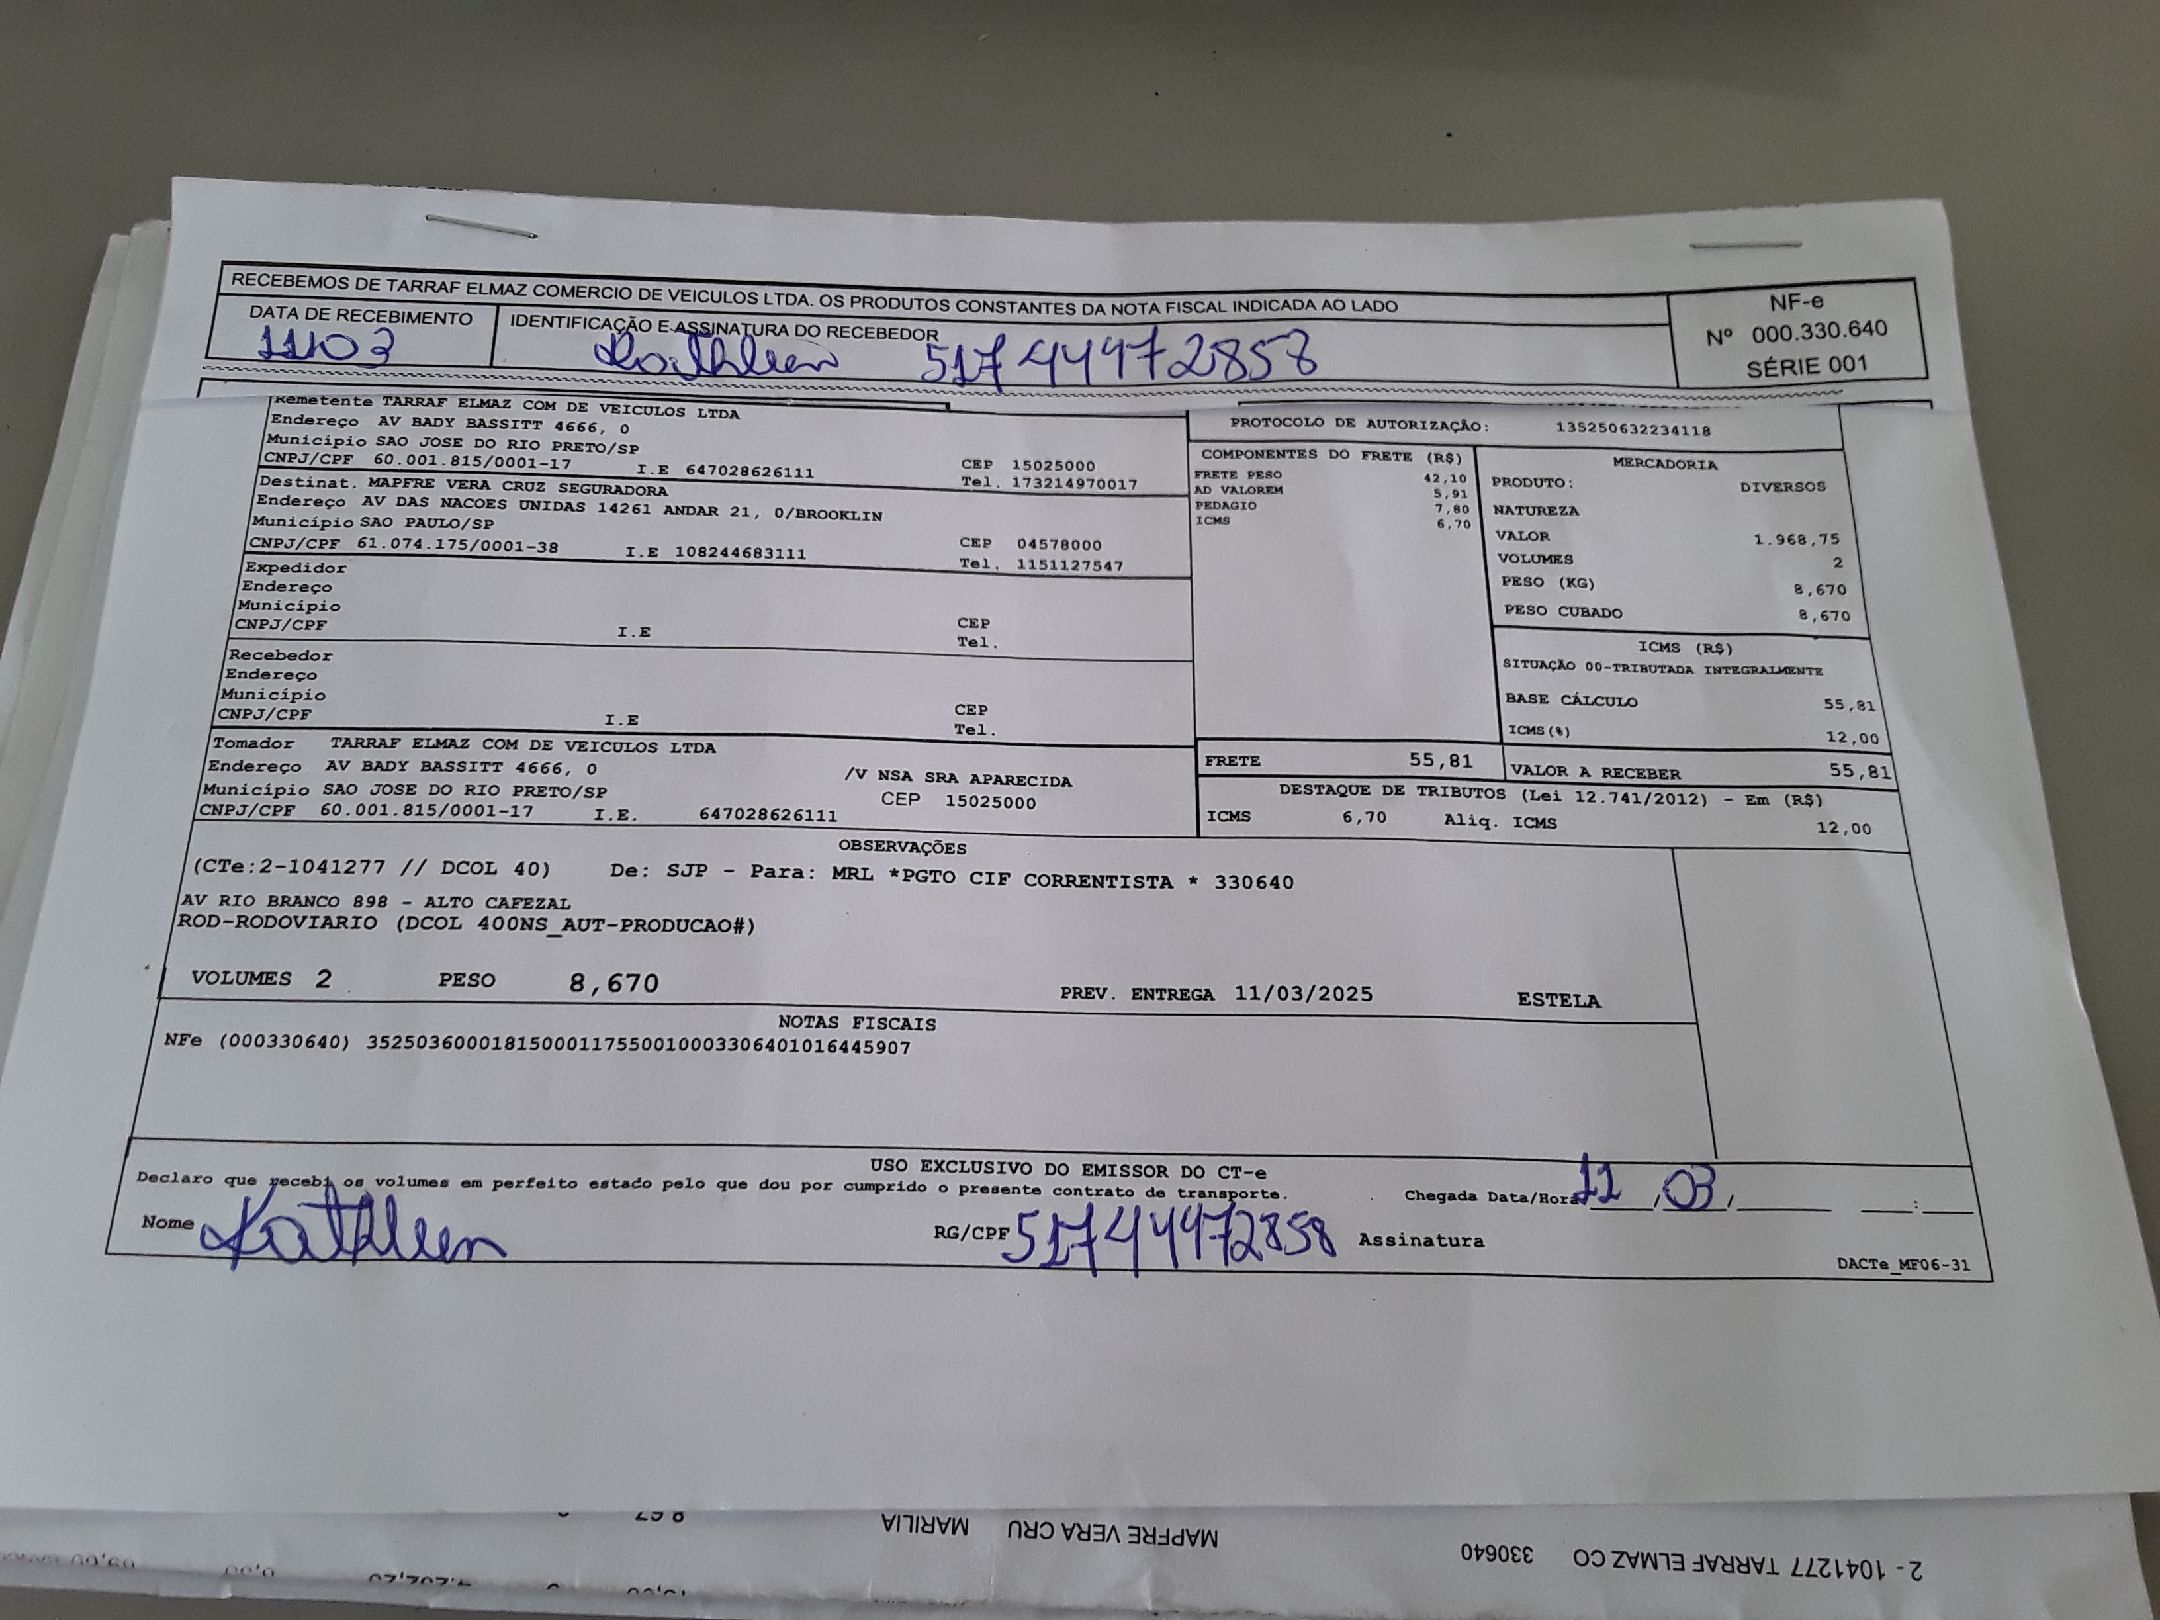 RECEBEMOS DE TARRAF ELMAZ COMERCIO DE VEICULOS LTDA. OS PRODUTOS CONSTANTES DA NOTA FISCAL INDICADA AO LADO
NF-e
Nº 000.330.640
SÉRIE 001
DATA DE RECEBIMENTO
11/03
IDENTIFICAÇÃO E ASSINATURA DO RECEBEDOR
Kathleen 51744972858
Remetente TARRAF ELMAZ COM DE VEICULOS LTDA
Endereço AV BADY BASSITT 4666, 0
Município SAO JOSE DO RIO PRETO/SP
CNPJ/CPF 60.001.815/0001-17 I.E 647028626111 CEP 15025000
Tel. 173214970017
Destinat. MAPFRE VERA CRUZ SEGURADORA
Endereço AV DAS NACOES UNIDAS 14261 ANDAR 21, 0/BROOKLIN
Município SAO PAULO/SP
CNPJ/CPF 61.074.175/0001-38 I.E 108244683111 CEP 04578000
Tel. 1151127547
Expedidor
Endereço
Município
CNPJ/CPF I.E CEP
Tel.
Recebedor
Endereço
Município
CNPJ/CPF I.E CEP
Tel.
Tomador TARRAF ELMAZ COM DE VEICULOS LTDA
Endereço AV BADY BASSITT 4666, 0 /V NSA SRA APARECIDA
Município SAO JOSE DO RIO PRETO/SP CEP 15025000
CNPJ/CPF 60.001.815/0001-17 I.E. 647028626111
PROTOCOLO DE AUTORIZAÇÃO: 135250632234118
COMPONENTES DO FRETE (R$)
FRETE PESO 42,10
AD VALOREM 5,91
PEDAGIO 7,80
ICMS 6,70
MERCADORIA
PRODUTO: DIVERSOS
NATUREZA
VALOR 1.968,75
VOLUMES 2
PESO (KG) 8,670
PESO CUBADO 8,670
ICMS (R$)
SITUAÇÃO 00-TRIBUTADA INTEGRALMENTE
BASE CÁLCULO 55,81
ICMS(%) 12,00
FRETE 55,81 VALOR A RECEBER 55,81
DESTAQUE DE TRIBUTOS (Lei 12.741/2012) - Em (R$)
ICMS 6,70 Aliq. ICMS 12,00
OBSERVAÇÕES
(CTe:2-1041277 // DCOL 40) De: SJP - Para: MRL *PGTO CIF CORRENTISTA * 330640
AV RIO BRANCO 898 - ALTO CAFEZAL
ROD-RODOVIARIO (DCOL 400NS_AUT-PRODUCAO#)
VOLUMES 2 PESO 8,670 PREV. ENTREGA 11/03/2025 ESTELA
NOTAS FISCAIS
NFe (000330640) 35250360001815000117550010003306401016445907
USO EXCLUSIVO DO EMISSOR DO CT-e
Declaro que recebi os volumes em perfeito estado pelo que dou por cumprido o presente contrato de transporte. Chegada Data/Hora 11 / 03 / :
Nome Kathleen RG/CPF 51744972858 Assinatura
DACTe_MF06-31
2 - 1041277 TARRAF ELMAZ CO 330640 MAPFRE VERA CRU MARILIA